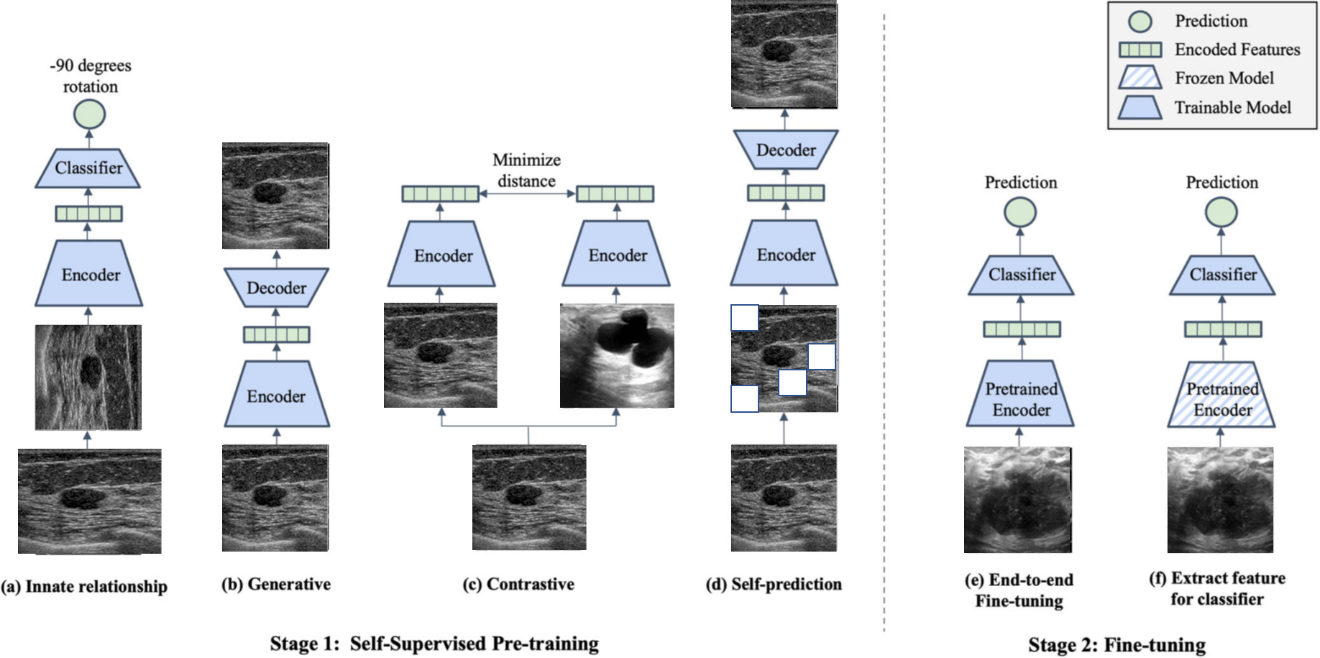 -90 degrees
rotation
Classifier
Encoder
(a) Innate relationship
Decoder
Encoder
(b) Generative
Minimize
distance
Encoder
Encoder
(c) Contrastive
Decoder
Encoder
(d) Self-prediction
Stage 1: Self-Supervised Pre-training
Prediction
Encoded Features
Frozen Model
Trainable Model
Prediction
Classifier
Pretrained
Encoder
(e) End-to-end
Fine-tuning
Prediction
Classifier
Pretrained
Encoder
(f) Extract feature
for classifier
Stage 2: Fine-tuning